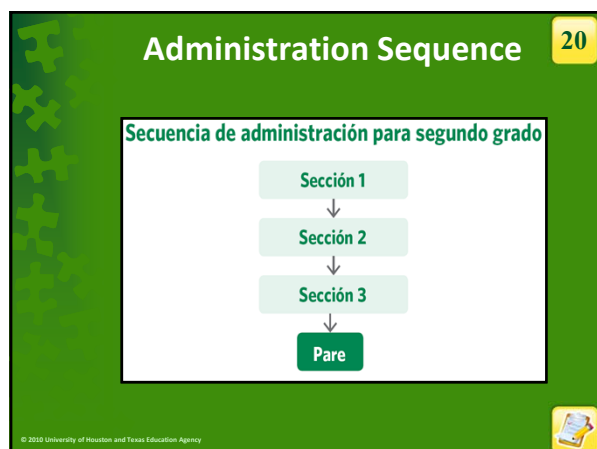 Administration Sequence
20
Secuencia de administración para segundo grado
Sección 1
Sección 2
Sección 3
Pare
© 2010 University of Houston and Texas Education Agency